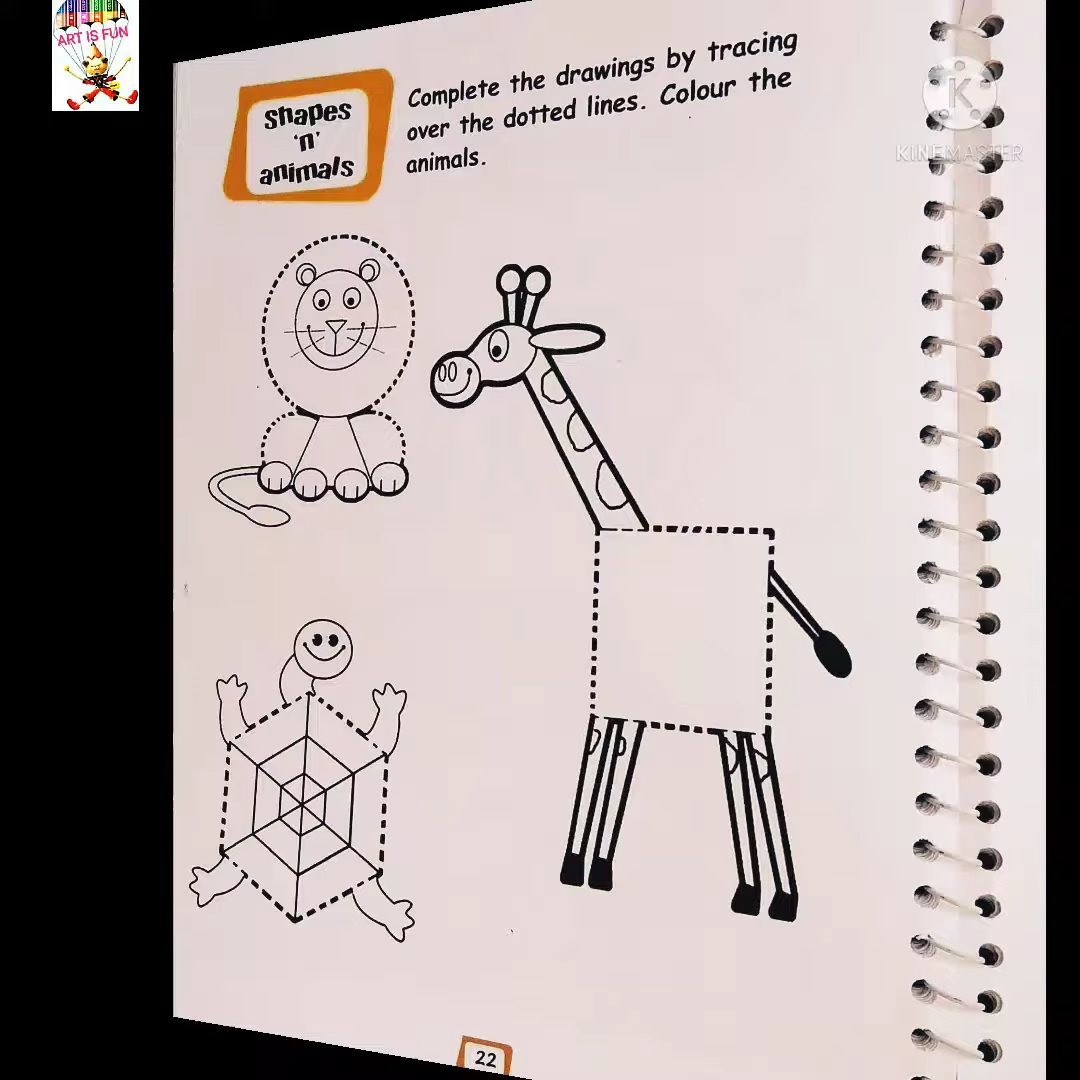 ART IS FUN
Shapes
'n'
animals
Complete the drawings by tracing
over the dotted lines. Colour the
animals.
K
KINEMASTER
22